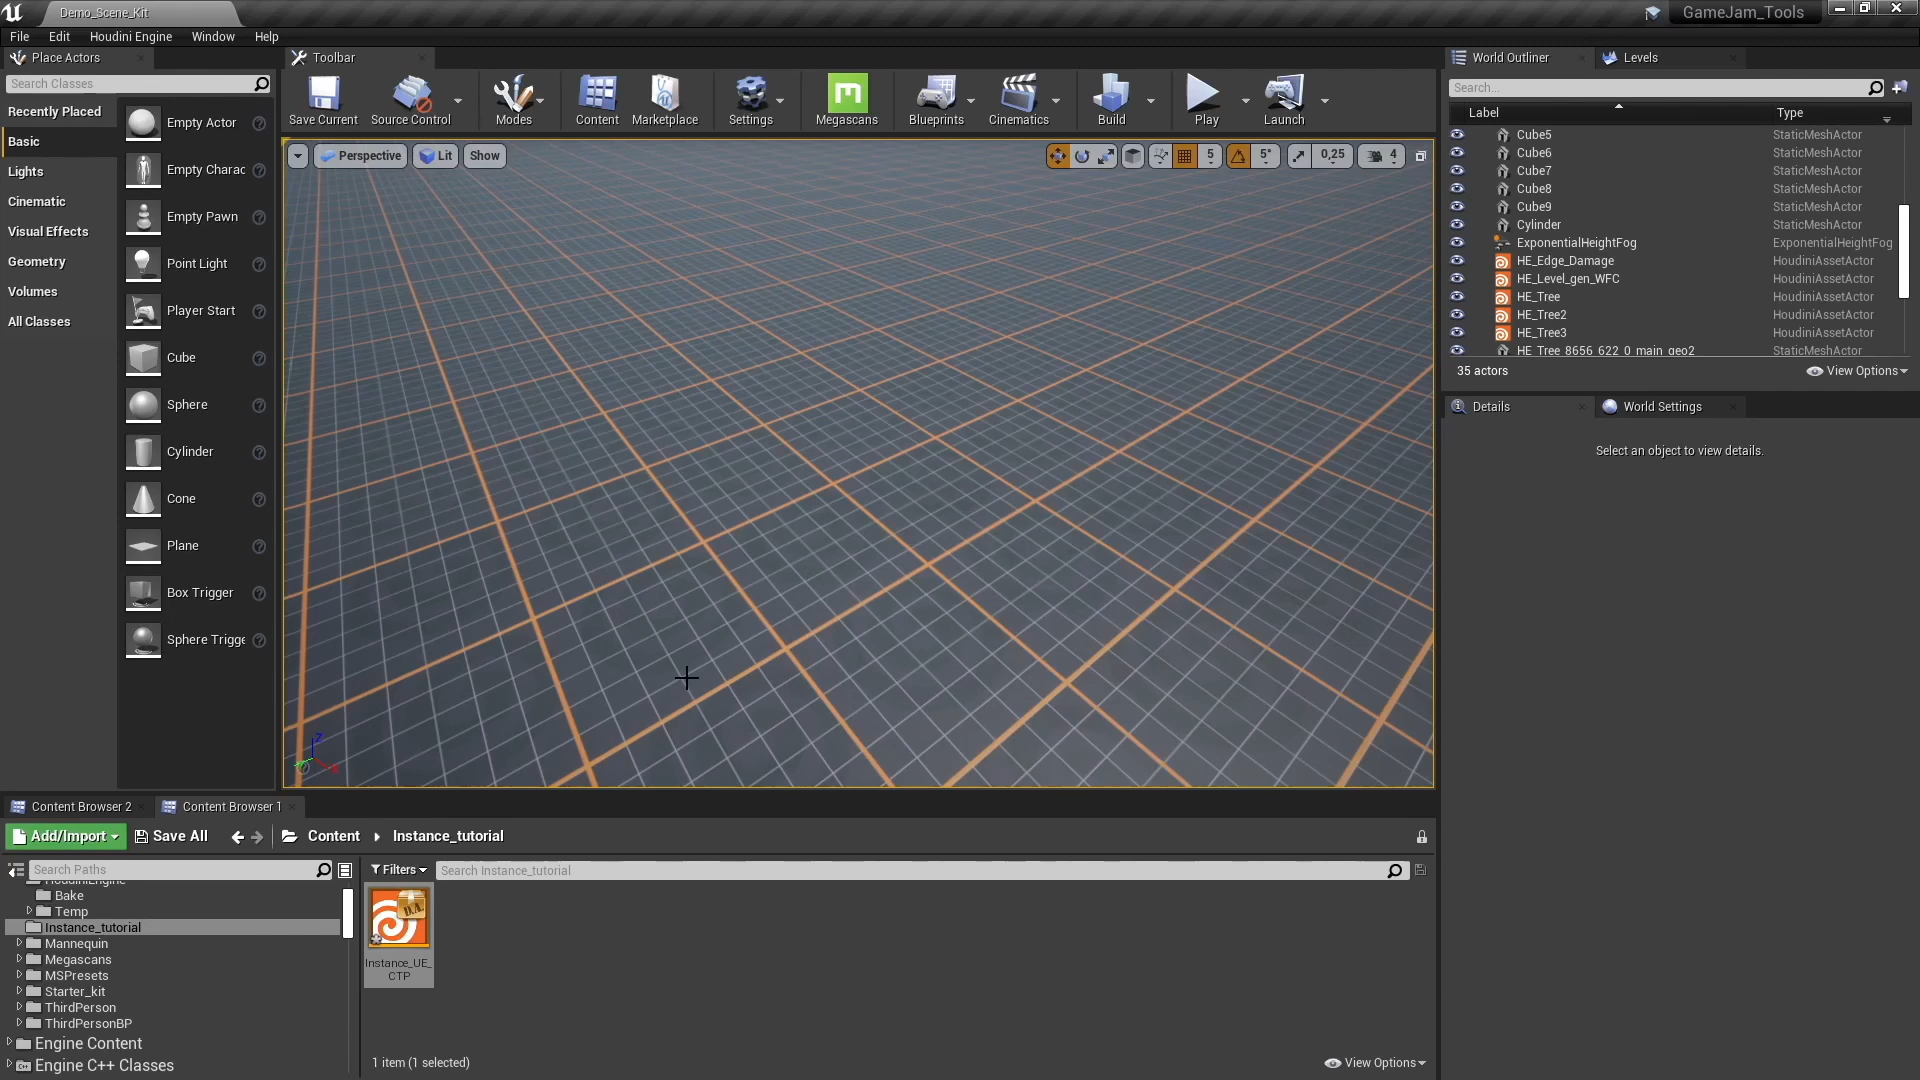 Demo_Scene_Kit
GameJam_Tools
File Edit Houdini Engine Window Help
Place Actors
Search Classes
Recently Placed
Basic
Lights
Cinematic
Visual Effects
Geometry
Volumes
All Classes
Empty Actor
Empty Charac
Empty Pawn
Point Light
Player Start
Cube
Sphere
Cylinder
Cone
Plane
Box Trigger
Sphere Trigge
Toolbar
Save Current
Source Control
Modes
Content
Marketplace
Settings
Megascans
Blueprints
Cinematics
Build
Play
Launch
Perspective Lit Show
5 5° 0,25 4
Z
World Outliner Levels
Search...
Label Type
Cube5 StaticMeshActor
Cube6 StaticMeshActor
Cube7 StaticMeshActor
Cube8 StaticMeshActor
Cube9 StaticMeshActor
Cylinder StaticMeshActor
ExponentialHeightFog ExponentialHeightFog
HE_Edge_Damage HoudiniAssetActor
HE_Level_gen_WFC HoudiniAssetActor
HE_Tree HoudiniAssetActor
HE_Tree2 HoudiniAssetActor
HE_Tree3 HoudiniAssetActor
HE_Tree_8656_622_0_main_geo2 StaticMeshActor
35 actors View Options
Details World Settings
Select an object to view details.
Content Browser 2 Content Browser 1
Add/Import Save All Content Instance_tutorial
Search Paths
HoudiniEngine
Bake
Temp
Instance_tutorial
Mannequin
Megascans
MSPresets
Starter_kit
ThirdPerson
ThirdPersonBP
Engine Content
Engine C++ Classes
Filters Search Instance_tutorial
D.A.
Instance_UE_
CTP
1 item (1 selected) View Options